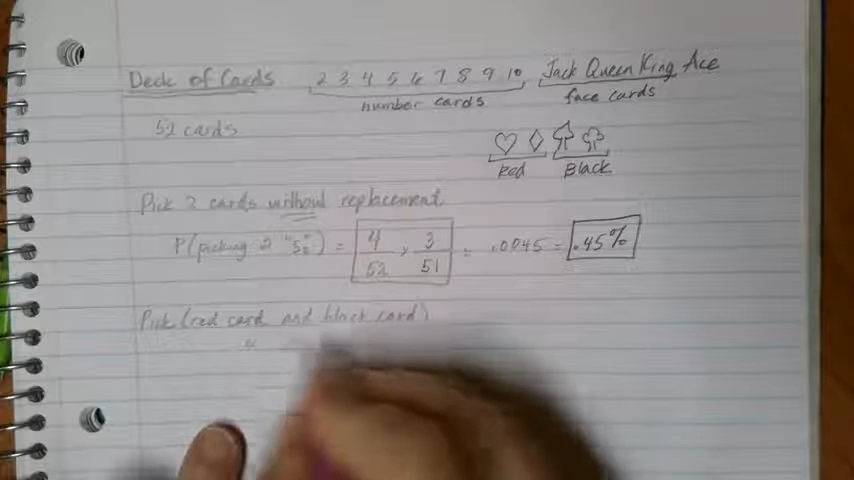 Deck of Cards 2 3 4 5 6 7 8 9 10 Jack Queen King Ace
number cards face cards
52 cards
Red Black
Pick 2 cards without replacement
P(picking 2 "5s") = 4/52 · 3/51 = .0045 = .45%
Pick (red card and black card)